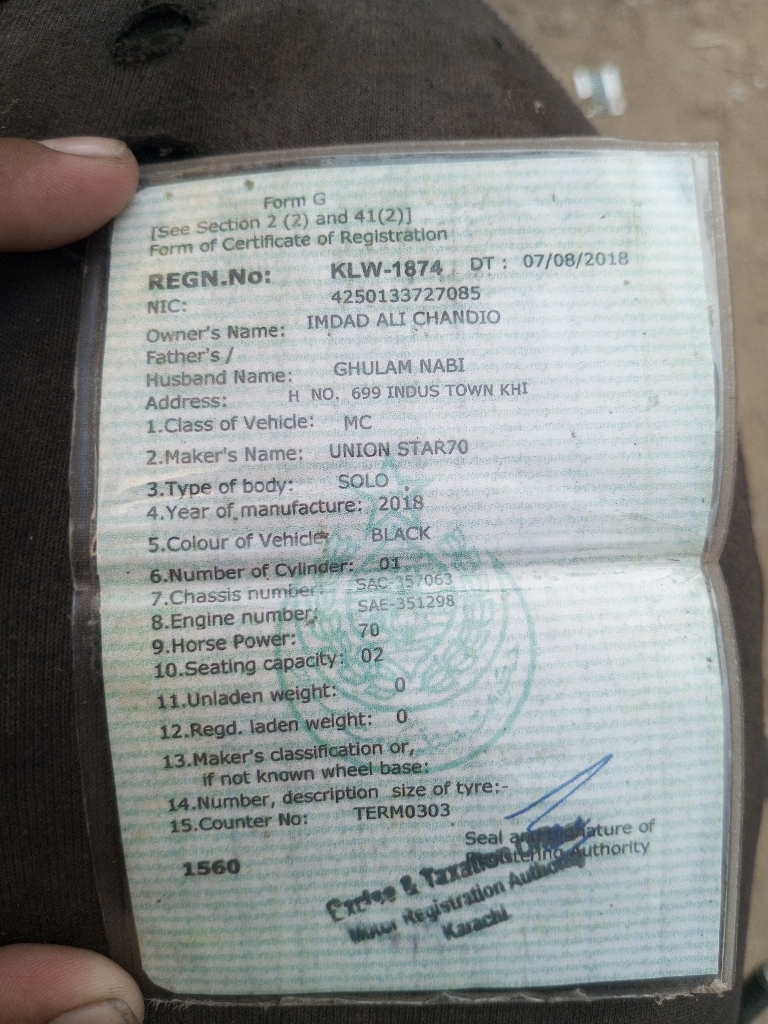 Form G
[See Section 2 (2) and 41(2)]
Form of Certificate of Registration
REGN.No: KLW-1874 DT : 07/08/2018
NIC: 4250133727085
Owner's Name: IMDAD ALI CHANDIO
Father's /
Husband Name: GHULAM NABI
Address: H NO. 699 INDUS TOWN KHI
1.Class of Vehicle: MC
2.Maker's Name: UNION STAR70
3.Type of body: SOLO
4.Year of manufacture: 2018
5.Colour of Vehicle BLACK
6.Number of Cylinder: 01
7.Chassis number: SAC-357063
8.Engine number: SAE-351298
9.Horse Power: 70
10.Seating capacity: 02
11.Unladen weight: 0
12.Regd. laden weight: 0
13.Maker's classification or,
if not known wheel base:
14.Number, description size of tyre:-
15.Counter No: TERM0303
Seal and Signature of
Registering Authority
1560
Excise & Taxation
Motor Registration Authority
Karachi